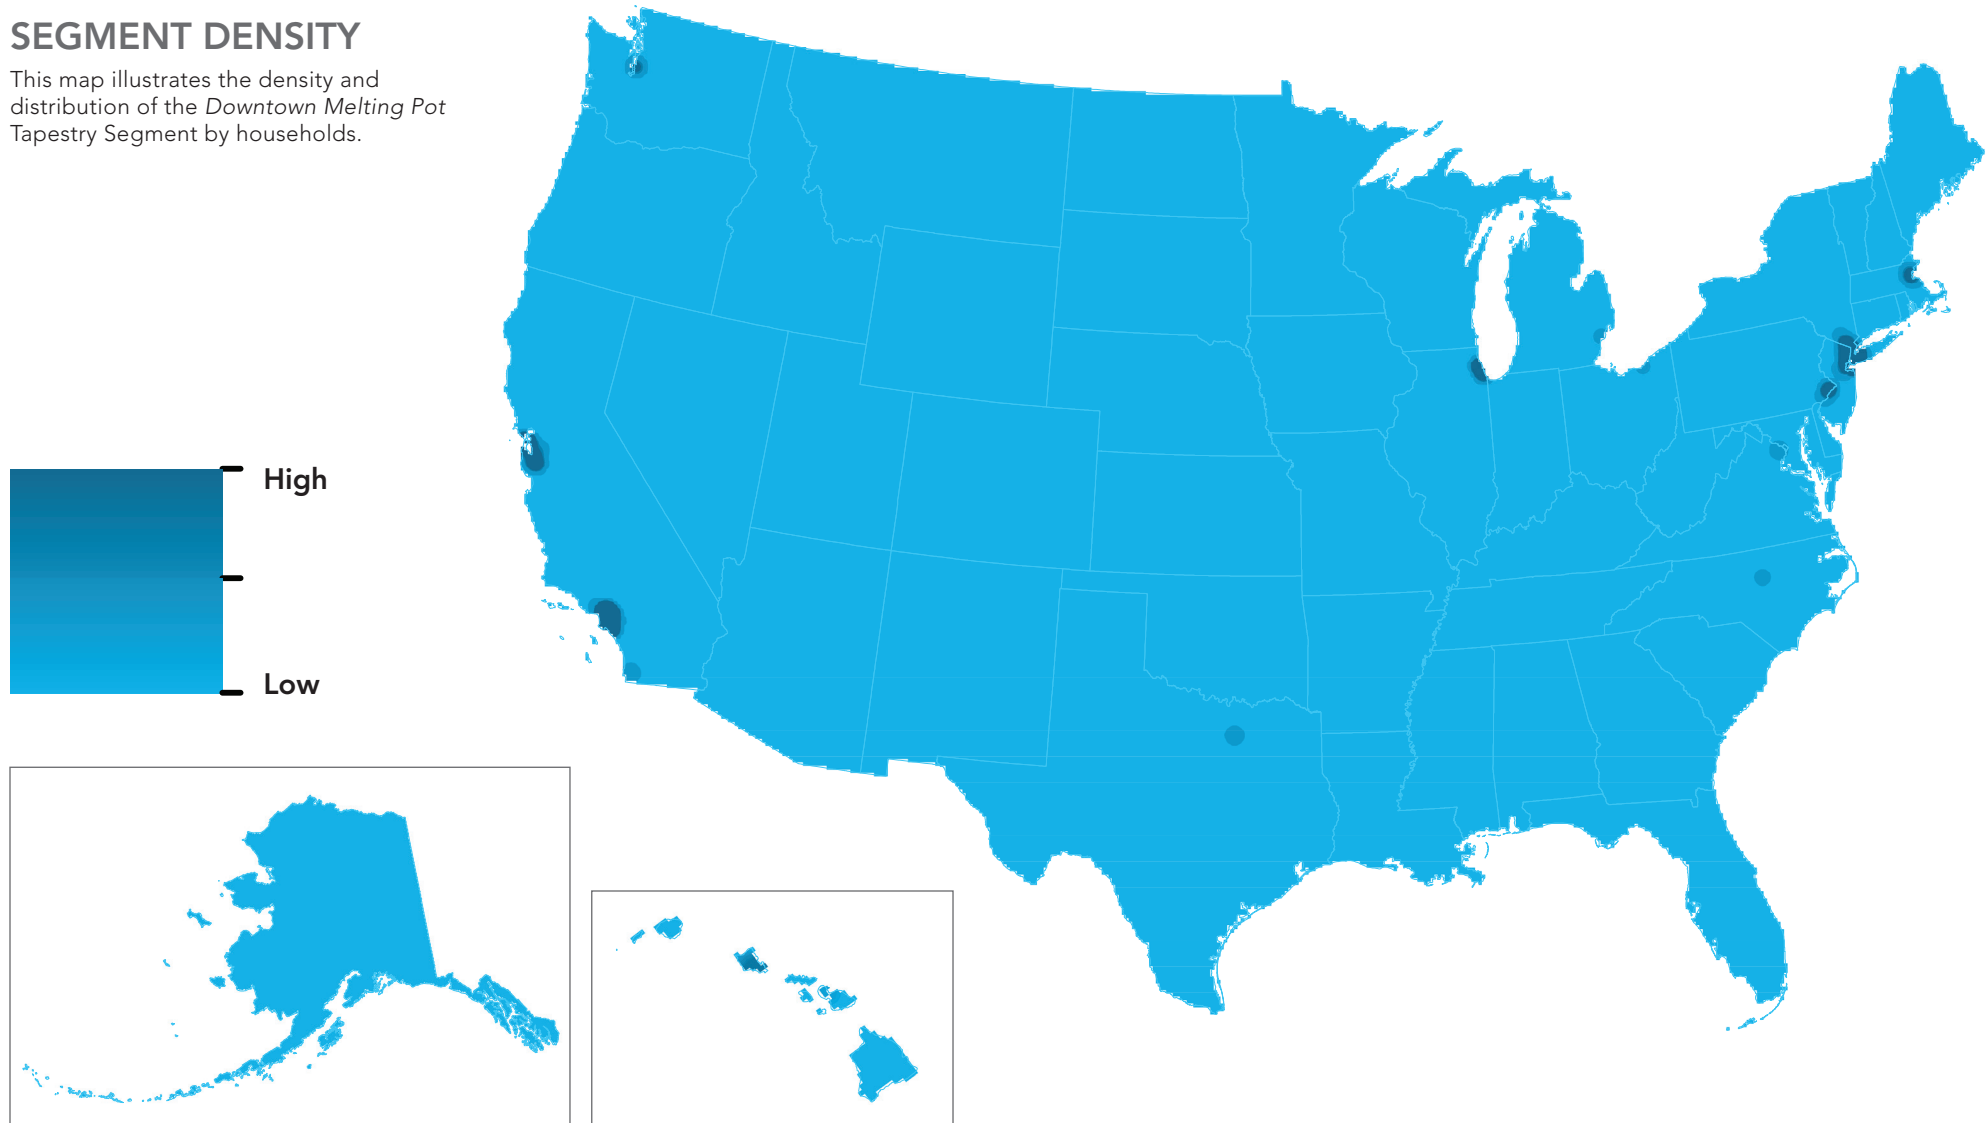 SEGMENT DENSITY
This map illustrates the density and
distribution of the Downtown Melting Pot
Tapestry Segment by households.
High
Low